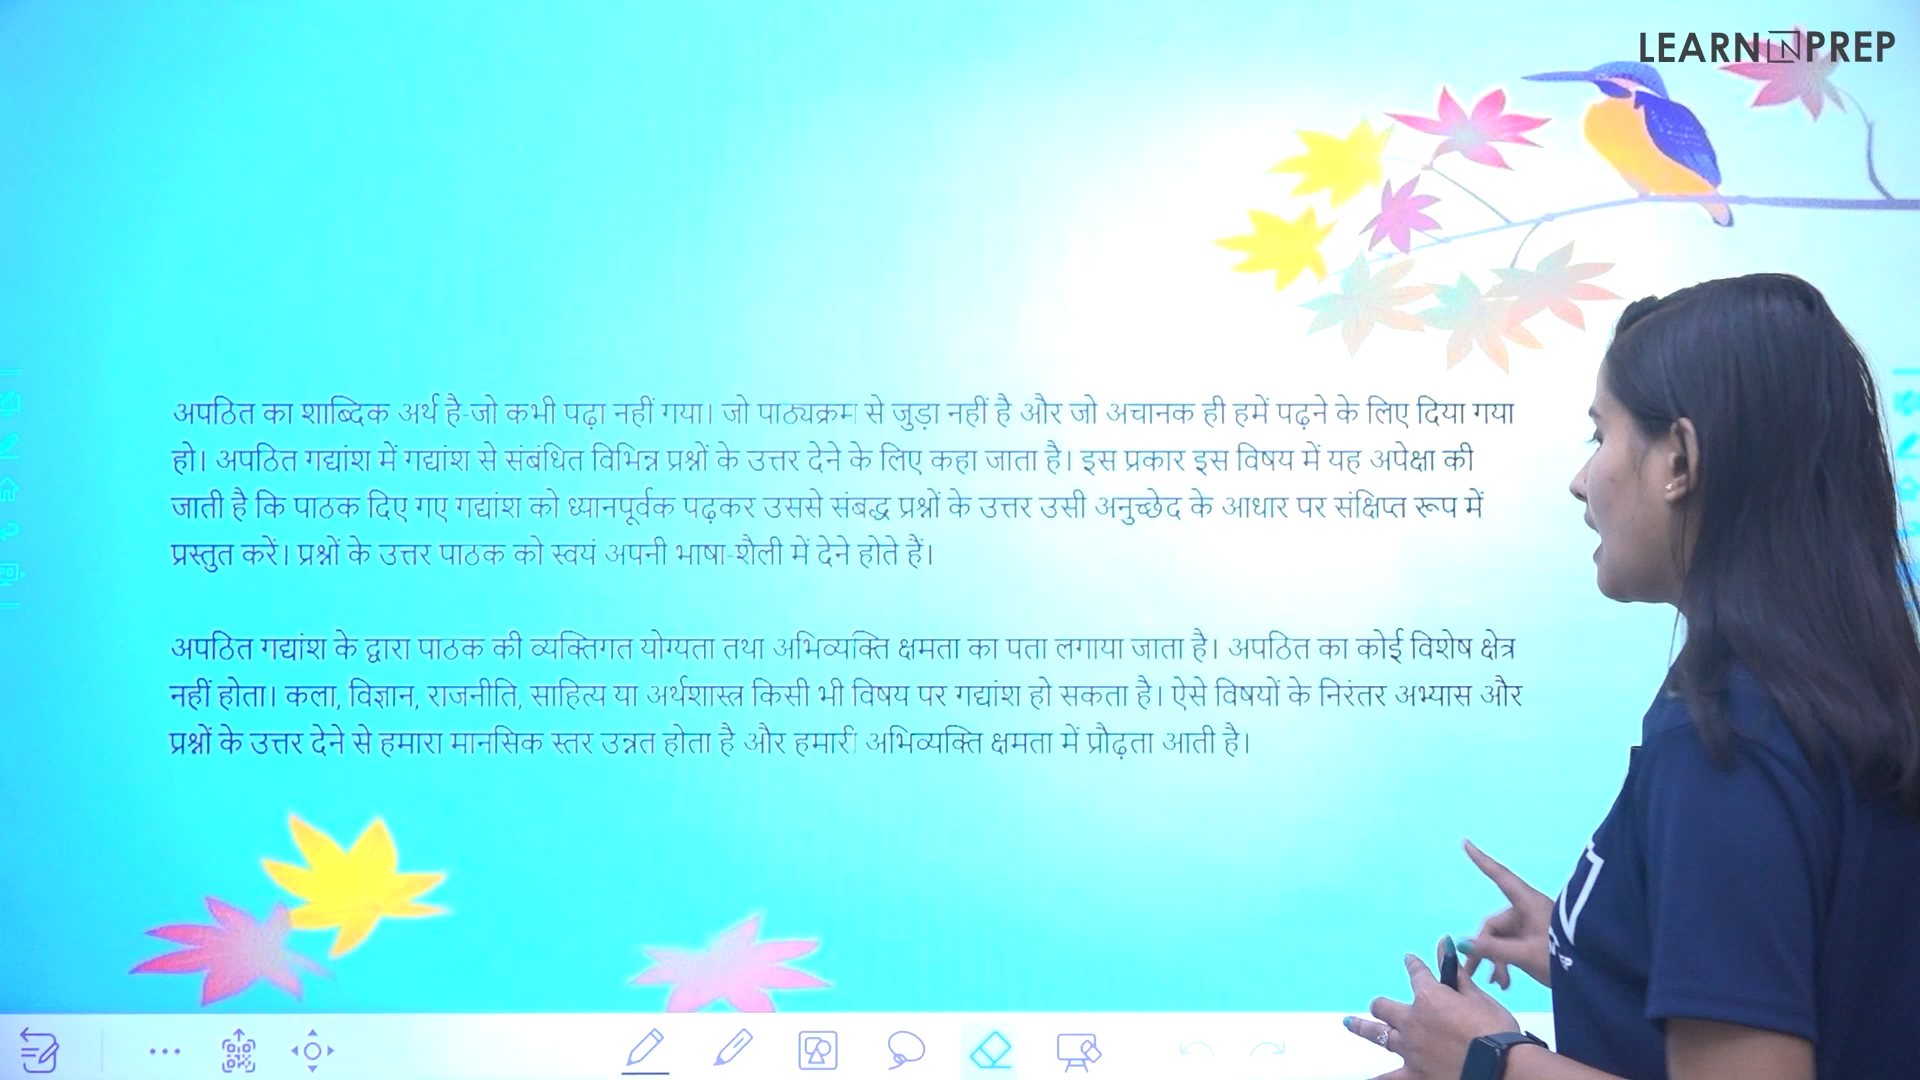 LEARN N PREP
अपठित का शाब्दिक अर्थ है-जो कभी पढ़ा नहीं गया। जो पाठ्यक्रम से जुड़ा नहीं है और जो अचानक ही हमें पढ़ने के लिए दिया गया
हो। अपठित गद्यांश में गद्यांश से संबंधित विभिन्न प्रश्नों के उत्तर देने के लिए कहा जाता है। इस प्रकार इस विषय में यह अपेक्षा की
जाती है कि पाठक दिए गए गद्यांश को ध्यानपूर्वक पढ़कर उससे संबद्ध प्रश्नों के उत्तर उसी अनुच्छेद के आधार पर संक्षिप्त रूप में
प्रस्तुत करें। प्रश्नों के उत्तर पाठक को स्वयं अपनी भाषा-शैली में देने होते हैं।
अपठित गद्यांश के द्वारा पाठक की व्यक्तिगत योग्यता तथा अभिव्यक्ति क्षमता का पता लगाया जाता है। अपठित का कोई विशेष क्षेत्र
नहीं होता। कला, विज्ञान, राजनीति, साहित्य या अर्थशास्त्र किसी भी विषय पर गद्यांश हो सकता है। ऐसे विषयों के निरंतर अभ्यास और
प्रश्नों के उत्तर देने से हमारा मानसिक स्तर उन्नत होता है और हमारी अभिव्यक्ति क्षमता में प्रौढ़ता आती है।